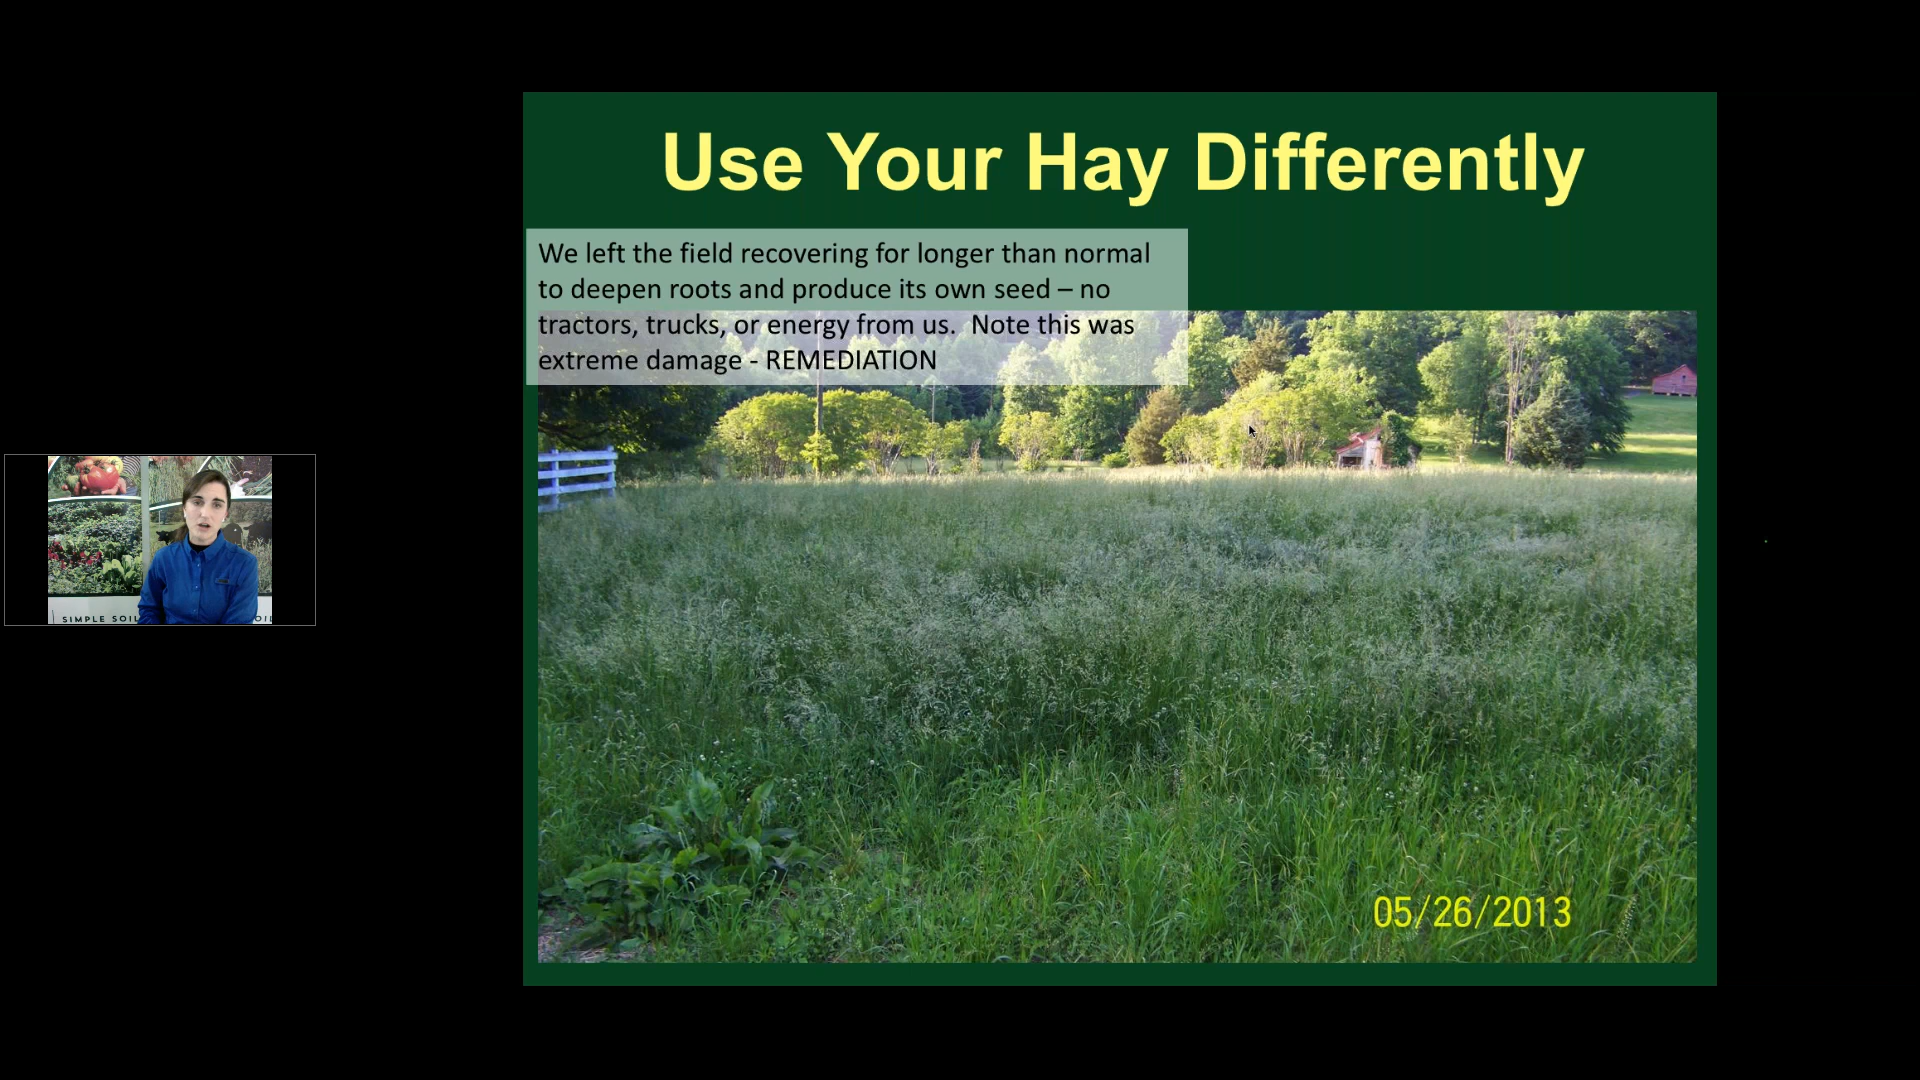 Use Your Hay Differently
We left the field recovering for longer than normal
to deepen roots and produce its own seed – no
tractors, trucks, or energy from us.  Note this was
extreme damage - REMEDIATION
SIMPLE SOIL
05/26/2013